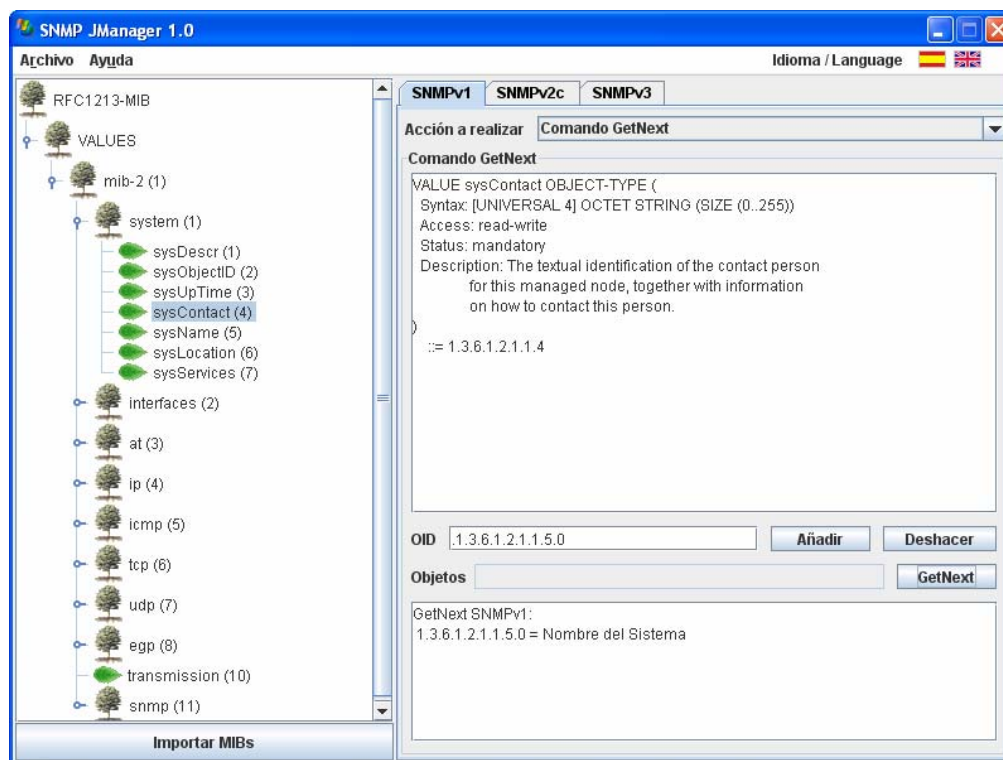 SNMP JManager 1.0
Archivo Ayuda
Idioma / Language
RFC1213-MIB
VALUES
mib-2 (1)
system (1)
sysDescr (1)
sysObjectID (2)
sysUpTime (3)
sysContact (4)
sysName (5)
sysLocation (6)
sysServices (7)
interfaces (2)
at (3)
ip (4)
icmp (5)
tcp (6)
udp (7)
egp (8)
transmission (10)
snmp (11)
Importar MIBs
SNMPv1 SNMPv2c SNMPv3
Acción a realizar Comando GetNext
Comando GetNext
VALUE sysContact OBJECT-TYPE (
Syntax: [UNIVERSAL 4] OCTET STRING (SIZE (0..255))
Access: read-write
Status: mandatory
Description: The textual identification of the contact person
for this managed node, together with information
on how to contact this person.
)
::= 1.3.6.1.2.1.1.4
OID .1.3.6.1.2.1.1.5.0 Añadir Deshacer
Objetos GetNext
GetNext SNMPv1:
1.3.6.1.2.1.1.5.0 = Nombre del Sistema